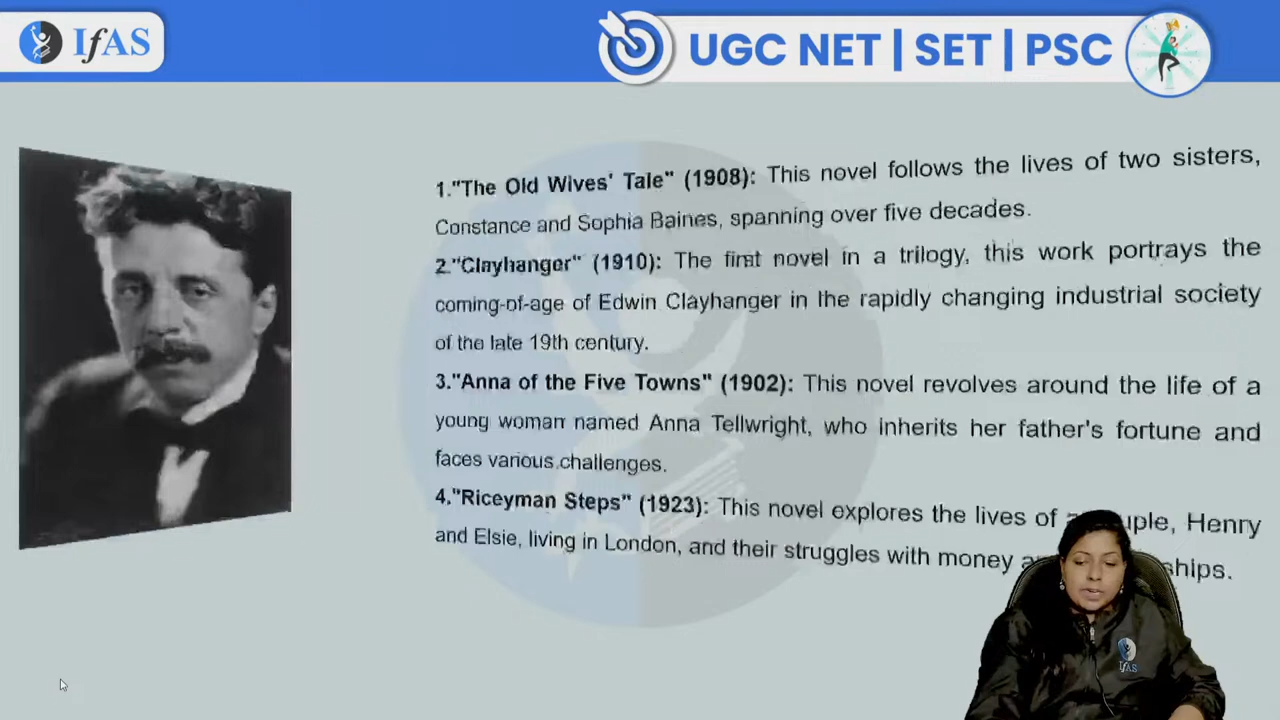 IfAS
UGC NET | SET | PSC
1."The Old Wives' Tale" (1908): This novel follows the lives of two sisters,
Constance and Sophia Baines, spanning over five decades.
2."Clayhanger" (1910): The first novel in a trilogy, this work portrays the
coming-of-age of Edwin Clayhanger in the rapidly changing industrial society
of the late 19th century.
3."Anna of the Five Towns" (1902): This novel revolves around the life of a
young woman named Anna Tellwright, who inherits her father's fortune and
faces various challenges.
4."Riceyman Steps" (1923): This novel explores the lives of Henry
and Elsie, living in London, and their struggles with money
IfAS